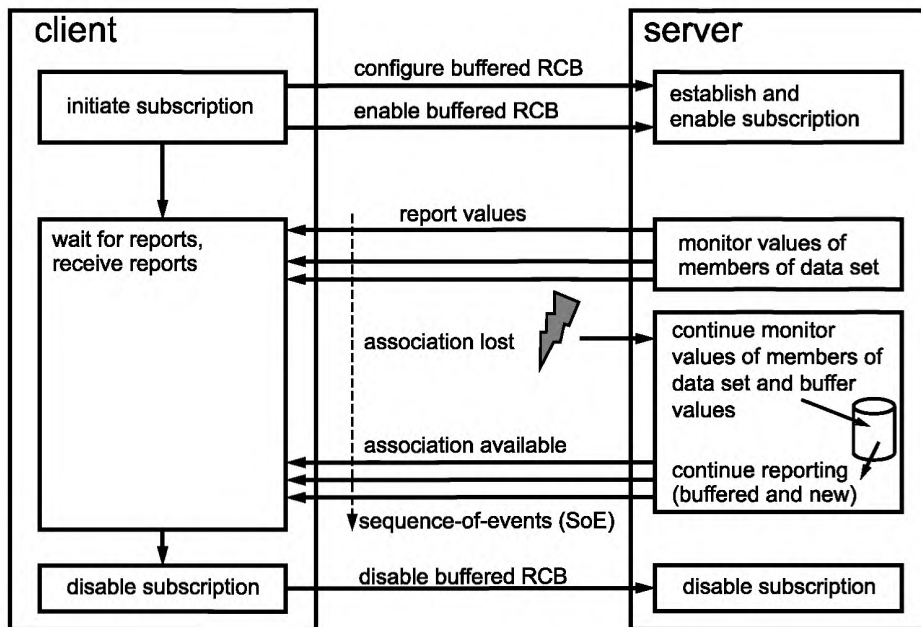 client
server
configure buffered RCB
initiate subscription
establish and
enable subscription
enable buffered RCB
report values
wait for reports,
receive reports
monitor values of
members of data set
association lost
continue monitor
values of members of
data set and buffer
values
association available
continue reporting
(buffered and new)
sequence-of-events (SoE)
disable subscription
disable buffered RCB
disable subscription